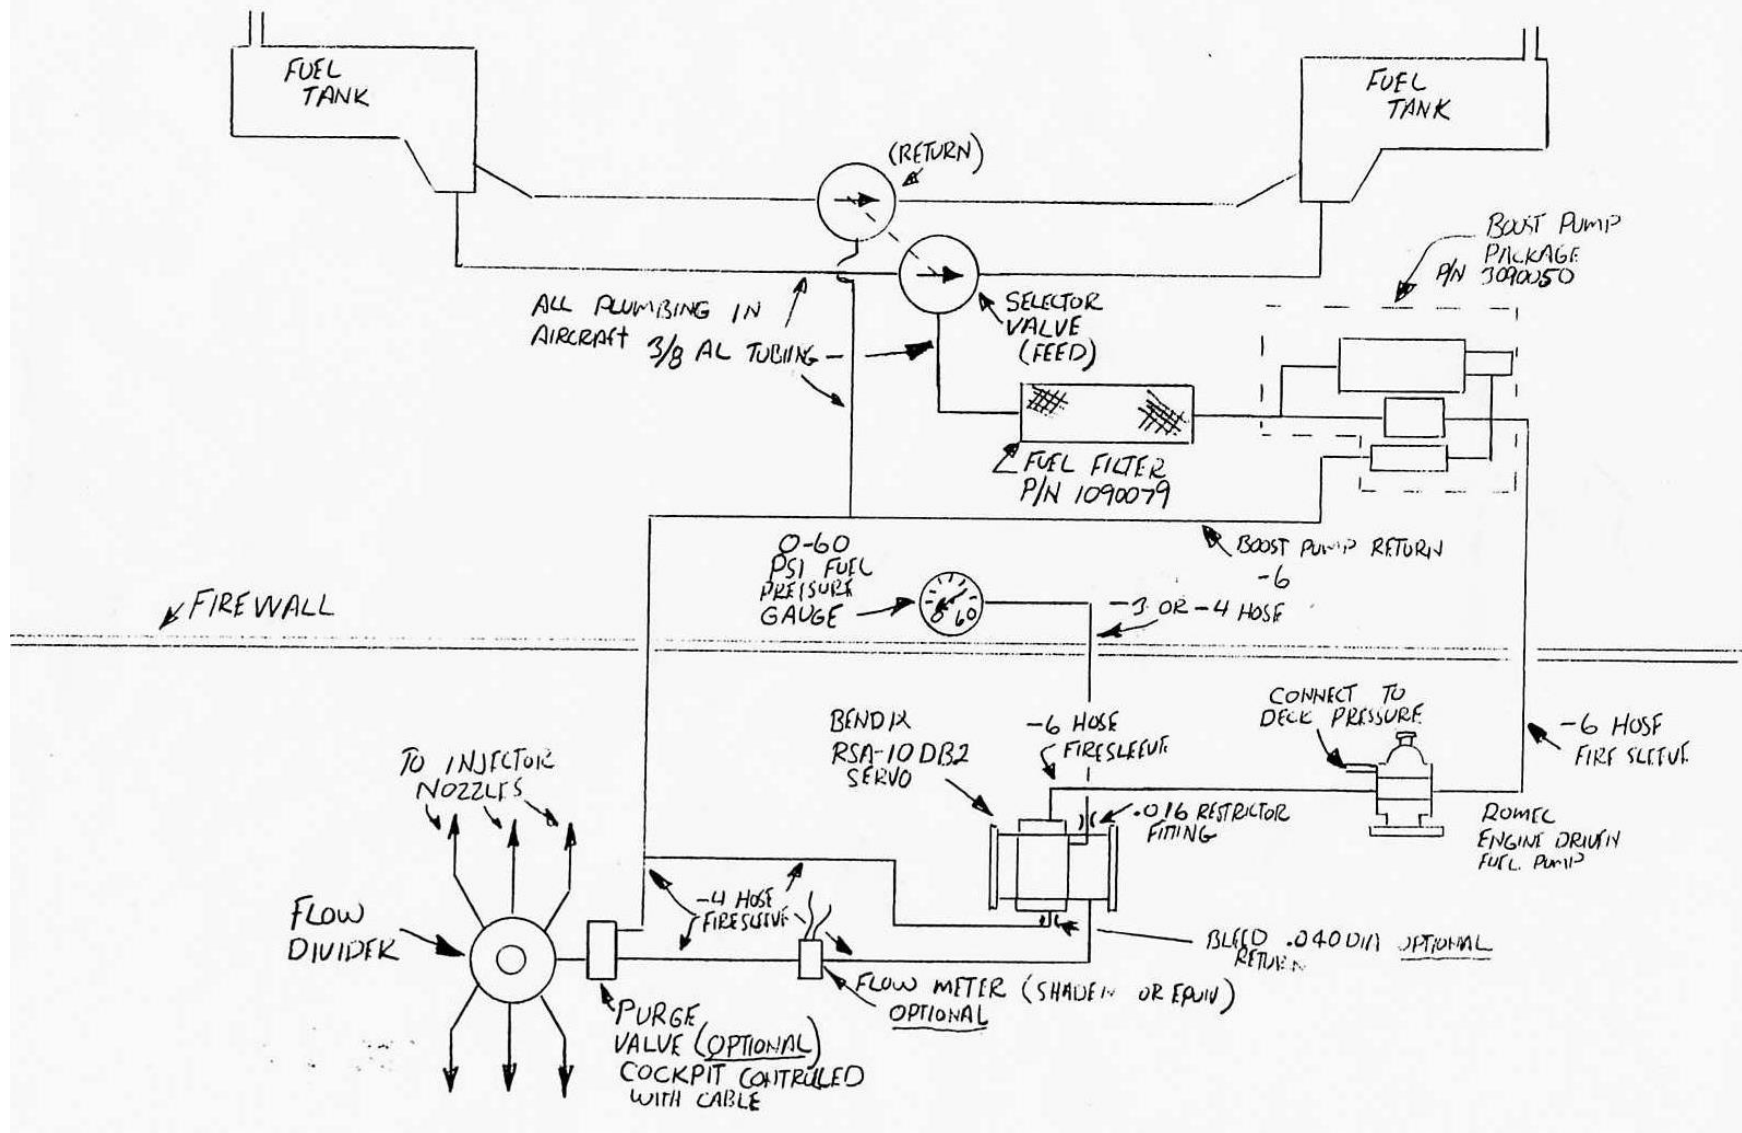 FUEL
TANK
FUEL
TANK
(RETURN)
BOOST PUMP
PACKAGE
P/N 3090050
ALL PLUMBING IN
AIRCRAFT 3/8 AL TUBING
SELECTOR
VALVE
(FEED)
FUEL FILTER
P/N 1090079
BOOST PUMP RETURN
-6
0-60
PSI FUEL
PRESSURE
GAUGE
0 60
-3 OR -4 HOSE
FIREWALL
CONNECT TO
DECK PRESSURE
-6 HOSE
FIRE SLEEVE
BENDIX
RSA-10 DB2
SERVO
-6 HOSE
FIRESLEEVE
TO INJECTOR
NOZZLES
.016 RESTRICTOR
FITTING
ROMEC
ENGINE DRIVEN
FUEL PUMP
-4 HOSE
FIRESLEEVE
FLOW
DIVIDER
BLEED .040 DIA OPTIONAL
RETURN
FLOW METER (SHADEN OR EQUIV)
OPTIONAL
PURGE
VALVE (OPTIONAL)
COCKPIT CONTROLED
WITH CABLE